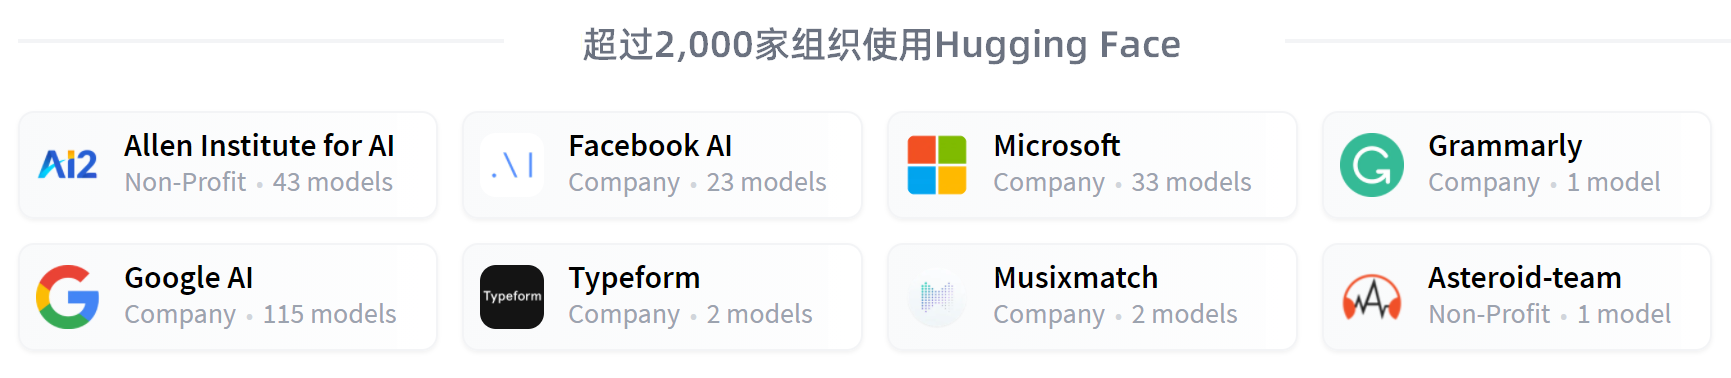 超过2,000家组织使用Hugging Face
AI2
Allen Institute for AI
Non-Profit • 43 models
.\I
Facebook AI
Company • 23 models
Microsoft
Company • 33 models
Grammarly
Company • 1 model
Google AI
Company • 115 models
Typeform
Typeform
Company • 2 models
Musixmatch
Company • 2 models
Asteroid-team
Non-Profit • 1 model